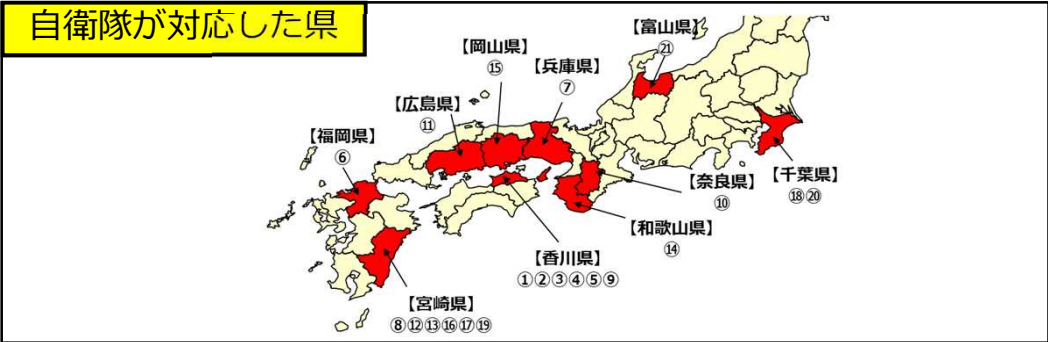 自衛隊が対応した県
【富山県】
㉑
【岡山県】
⑮
【兵庫県】
⑦
【広島県】
⑪
【福岡県】
⑥
【奈良県】
⑩
【千葉県】
⑱⑳
【和歌山県】
⑭
【香川県】
①②③④⑤⑨
【宮崎県】
⑧⑫⑬⑯⑰⑲